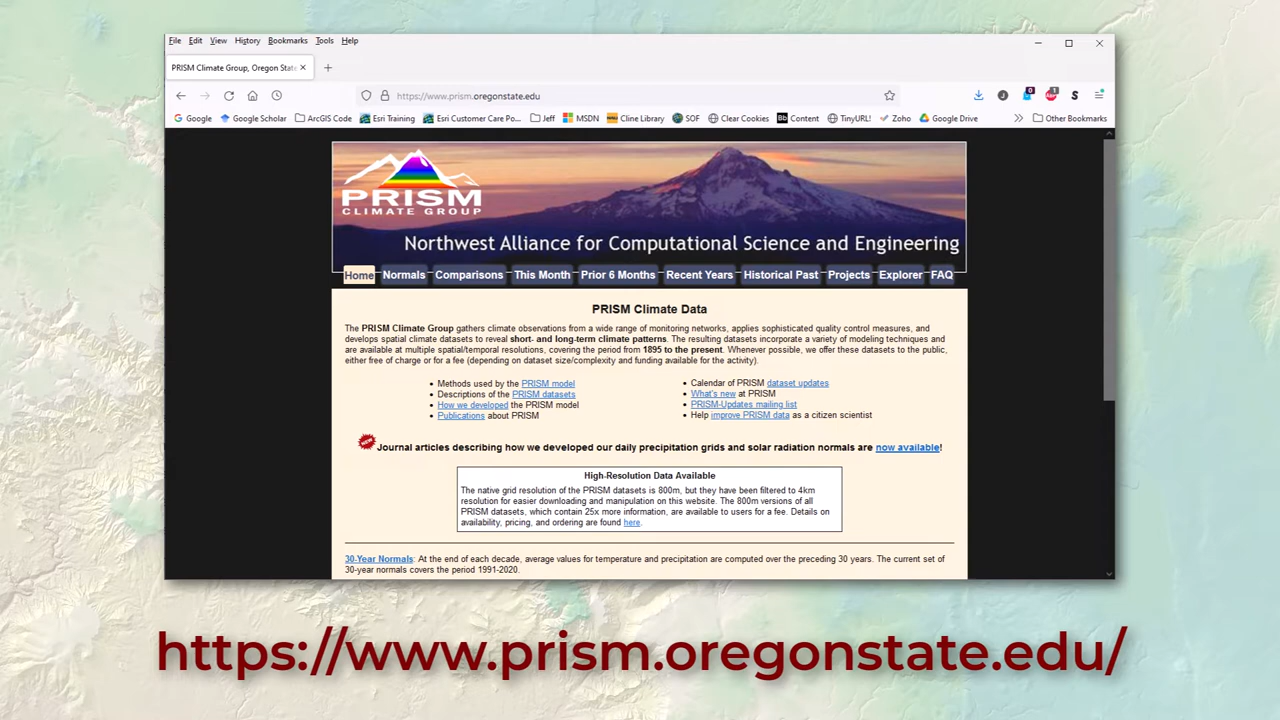 File Edit View History Bookmarks Tools Help
PRISM Climate Group, Oregon State
https://www.prism.oregonstate.edu
0 J 1 S
Google Google Scholar ArcGIS Code Esri Training Esri Customer Care Po... Jeff MSDN Cline Library SOF Clear Cookies Bb Content TinyURL! Zoho Google Drive Other Bookmarks
PRISM
CLIMATE GROUP
Northwest Alliance for Computational Science and Engineering
Home Normals Comparisons This Month Prior 6 Months Recent Years Historical Past Projects Explorer FAQ
PRISM Climate Data
The PRISM Climate Group gathers climate observations from a wide range of monitoring networks, applies sophisticated quality control measures, and
develops spatial climate datasets to reveal short- and long-term climate patterns. The resulting datasets incorporate a variety of modeling techniques and
are available at multiple spatial/temporal resolutions, covering the period from 1895 to the present. Whenever possible, we offer these datasets to the public,
either free of charge or for a fee (depending on dataset size/complexity and funding available for the activity).
• Methods used by the PRISM model
• Descriptions of the PRISM datasets
• How we developed the PRISM model
• Publications about PRISM
• Calendar of PRISM dataset updates
• What's new at PRISM
• PRISM-Updates mailing list
• Help improve PRISM data as a citizen scientist
Journal articles describing how we developed our daily precipitation grids and solar radiation normals are now available!
High-Resolution Data Available
The native grid resolution of the PRISM datasets is 800m, but they have been filtered to 4km
resolution for easier downloading and manipulation on this website. The 800m versions of all
PRISM datasets, which contain 25x more information, are available to users for a fee. Details on
availability, pricing, and ordering are found here.
30-Year Normals: At the end of each decade, average values for temperature and precipitation are computed over the preceding 30 years. The current set of
30-year normals covers the period 1991-2020.
https://www.prism.oregonstate.edu/